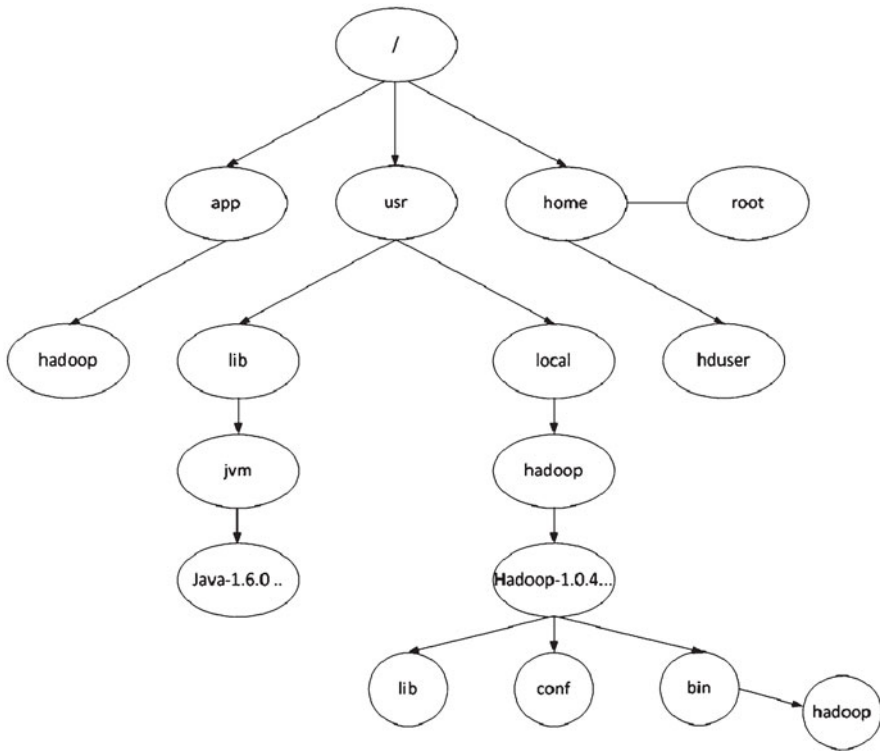 /
app
usr
home
root
hadoop
lib
local
hduser
jvm
hadoop
Java-1.6.0 ..
Hadoop-1.0.4...
lib
conf
bin
hadoop